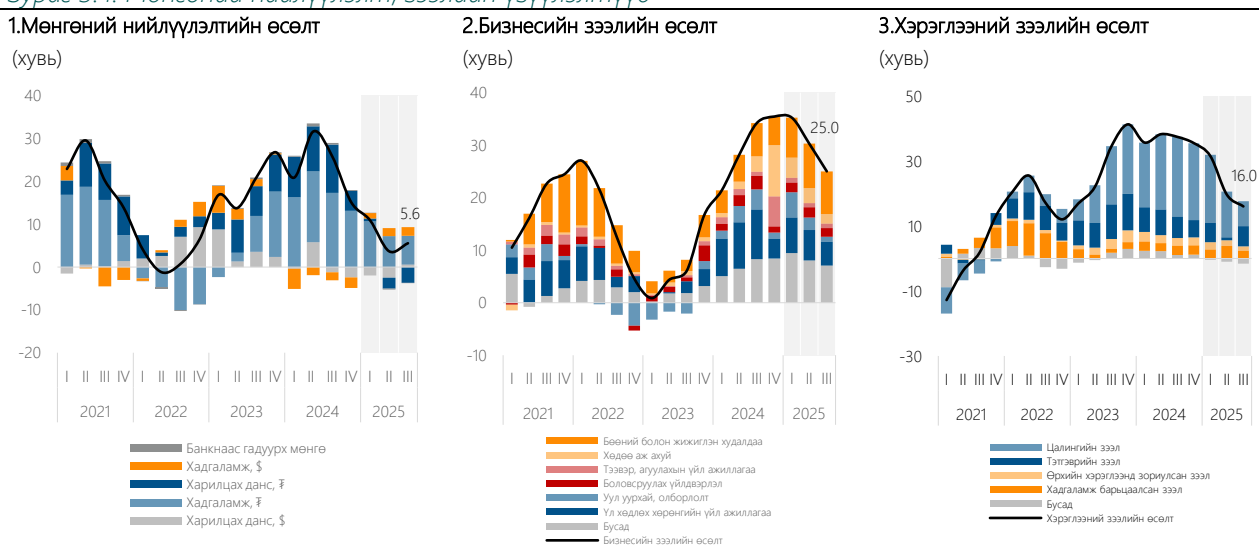 1.Мөнгөний нийлүүлэлтийн өсөлт
(хувь)
40
30
20
10
0
-10
-20
5.6
I II III IV I II III IV I II III IV I II III IV I II III
2021 2022 2023 2024 2025
Банкнаас гадуурх мөнгө
Хадгаламж, $
Харилцах данс, ₮
Хадгаламж, ₮
Харилцах данс, $
2.Бизнесийн зээлийн өсөлт
(хувь)
40
30
20
10
0
-10
25.0
I II III IV I II III IV I II III IV I II III IV I II III
2021 2022 2023 2024 2025
Бөөний болон жижиглэн худалдаа
Хөдөө аж ахуй
Тээвэр, агуулахын үйл ажиллагаа
Боловсруулах үйлдвэрлэл
Уул уурхай, олборлолт
Үл хөдлөх хөрөнгийн үйл ажиллагаа
Бусад
Бизнесийн зээлийн өсөлт
3.Хэрэглээний зээлийн өсөлт
(хувь)
50
30
10
-10
-30
16.0
I II III IV I II III IV I II III IV I II III IV I II III
2021 2022 2023 2024 2025
Цалингийн зээл
Тэтгэврийн зээл
Өрхийн хэрэглээнд зориулсан зээл
Хадгаламж барьцаалсан зээл
Бусад
Хэрэглээний зээлийн өсөлт